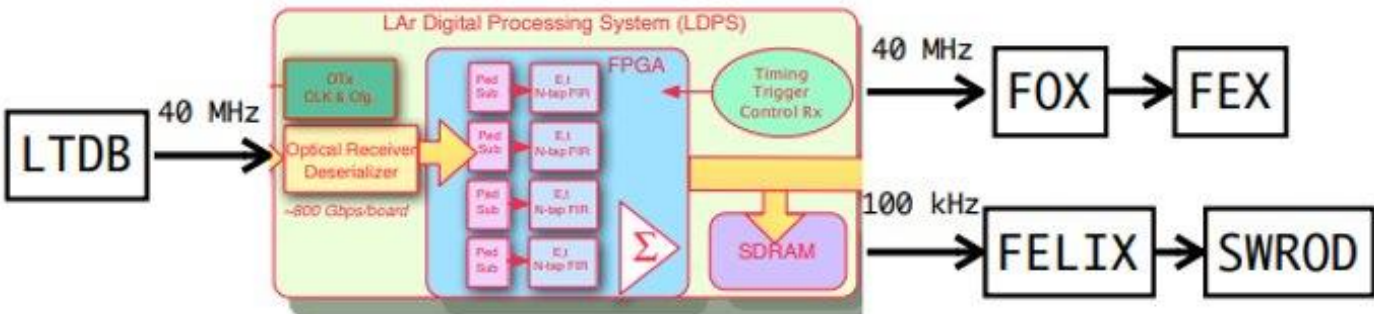 LAr Digital Processing System (LDPS)
LTDB
40 MHz
OTx
CLK & Cfg.
Optical Receiver
Deserializer
~800 Gbps/board
FPGA
Ped
Sub
E,t
N-tap FIR
Ped
Sub
E,t
N-tap FIR
Ped
Sub
E,t
N-tap FIR
Ped
Sub
E,t
N-tap FIR
Σ
Timing
Trigger
Control Rx
SDRAM
40 MHz
FOX
FEX
100 kHz
FELIX
SWROD